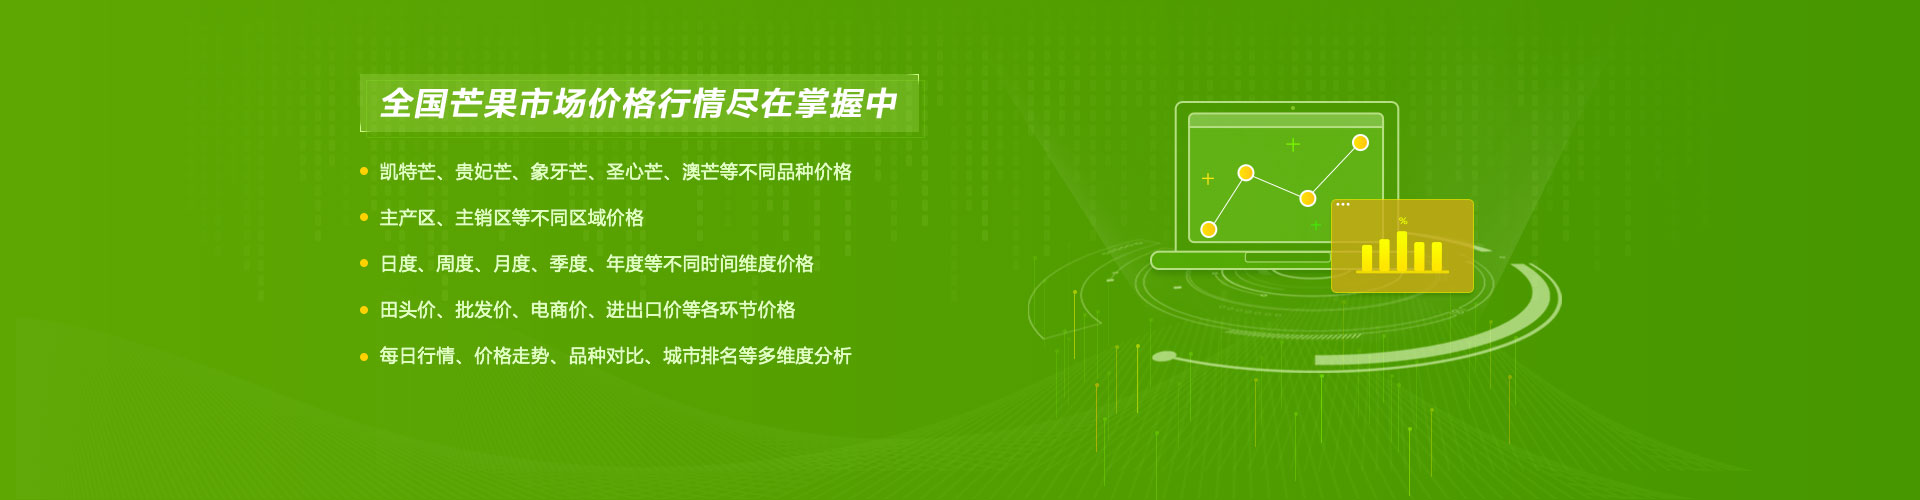 全国芒果市场价格行情尽在掌握中
凯特芒、贵妃芒、象牙芒、圣心芒、澳芒等不同品种价格
主产区、主销区等不同区域价格
日度、周度、月度、季度、年度等不同时间维度价格
田头价、批发价、电商价、进出口价等各环节价格
每日行情、价格走势、品种对比、城市排名等多维度分析
%